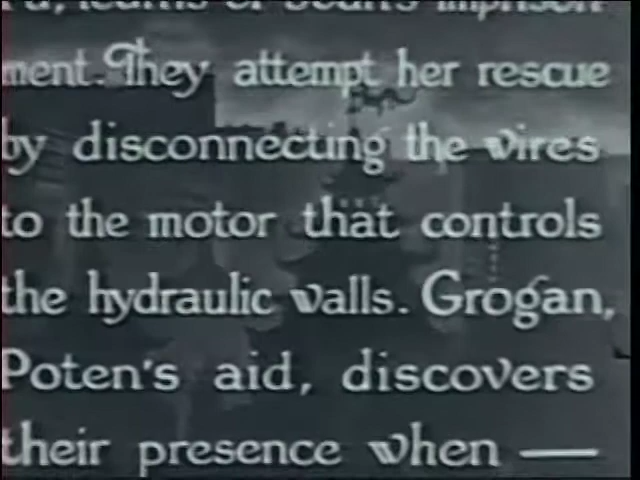 ment. They attempt her rescue
by disconnecting the wires
to the motor that controls
the hydraulic walls. Grogan,
Poten's aid, discovers
their presence when —